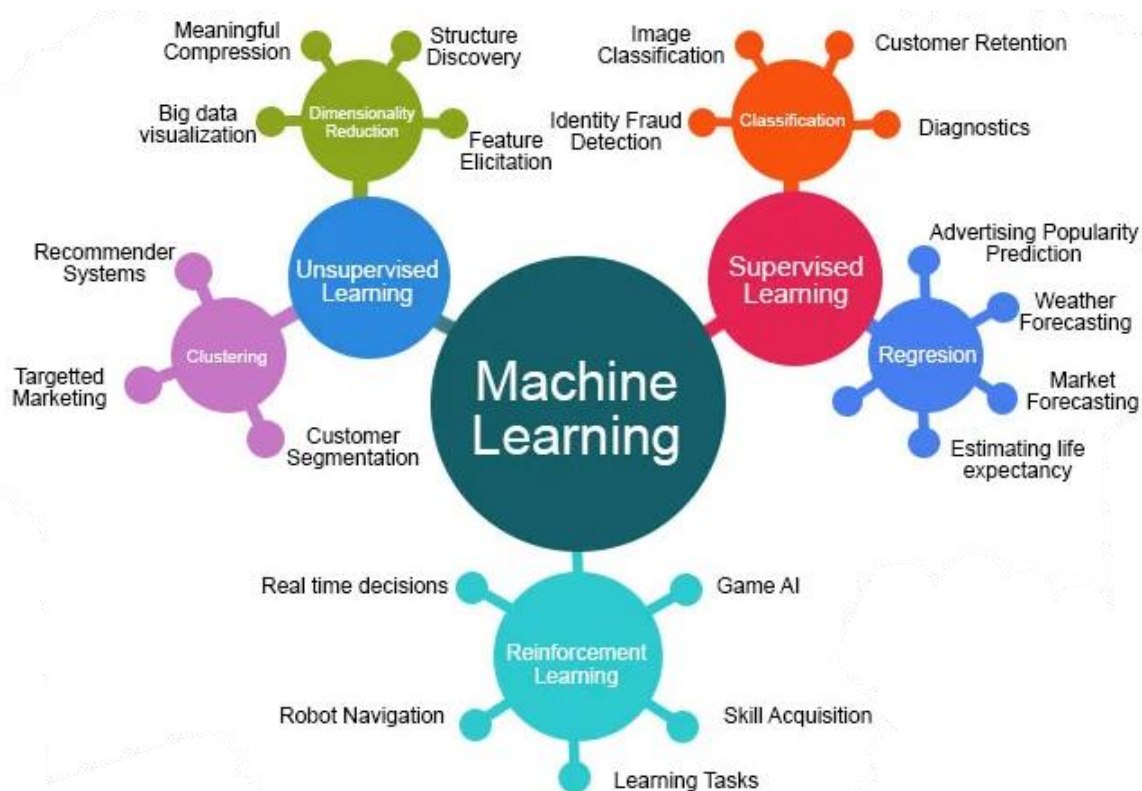 Meaningful
Compression
Structure
Discovery
Big data
visualization
Dimensionality
Reduction
Feature
Elicitation
Image
Classification
Customer Retention
Identity Fraud
Detection
Classification
Diagnostics
Recommender
Systems
Unsupervised
Learning
Clustering
Targetted
Marketing
Customer
Segmentation
Machine
Learning
Supervised
Learning
Advertising Popularity
Prediction
Weather
Forecasting
Regresion
Market
Forecasting
Estimating life
expectancy
Real time decisions
Game AI
Reinforcement
Learning
Robot Navigation
Skill Acquisition
Learning Tasks